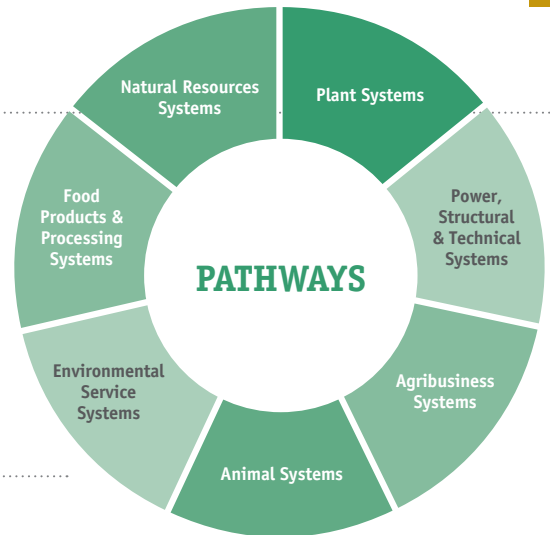 Natural Resources
Systems
Plant Systems
Power,
Structural
& Technical
Systems
Agribusiness
Systems
Animal Systems
Environmental
Service
Systems
Food
Products &
Processing
Systems
PATHWAYS